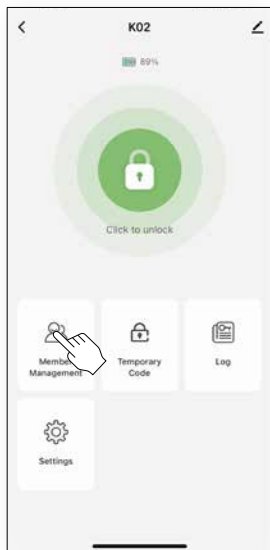 K02
89%
Click to unlock
Member
Management
Temporary
Code
Log
Settings